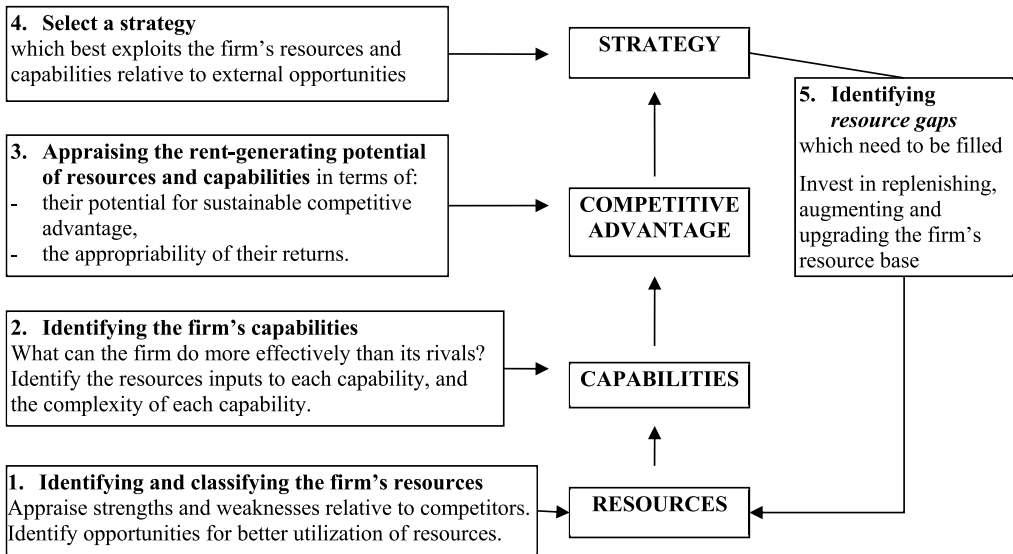 4. Select a strategy
which best exploits the firm's resources and
capabilities relative to external opportunities
STRATEGY
5. Identifying
resource gaps
which need to be filled
Invest in replenishing,
augmenting and
upgrading the firm's
resource base
3. Appraising the rent-generating potential
of resources and capabilities in terms of:
- their potential for sustainable competitive
advantage,
- the appropriability of their returns.
COMPETITIVE
ADVANTAGE
2. Identifying the firm's capabilities
What can the firm do more effectively than its rivals?
Identify the resources inputs to each capability, and
the complexity of each capability.
CAPABILITIES
1. Identifying and classifying the firm's resources
Appraise strengths and weaknesses relative to competitors.
Identify opportunities for better utilization of resources.
RESOURCES